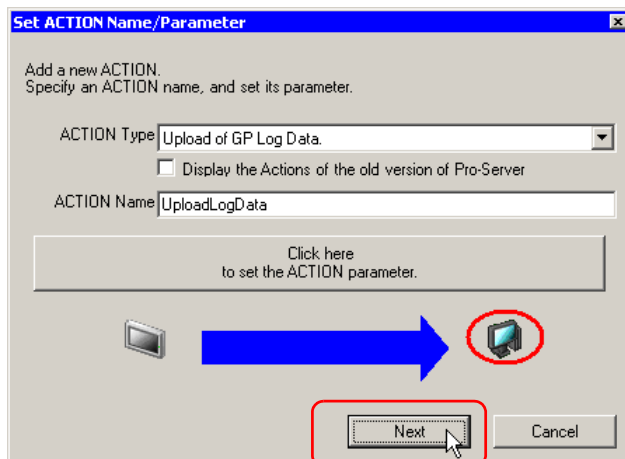 Set ACTION Name/Parameter
Add a new ACTION.
Specify an ACTION name, and set its parameter.
ACTION Type Upload of GP Log Data.
Display the Actions of the old version of Pro-Server
ACTION Name UploadLogData
Click here
to set the ACTION parameter.
Next Cancel